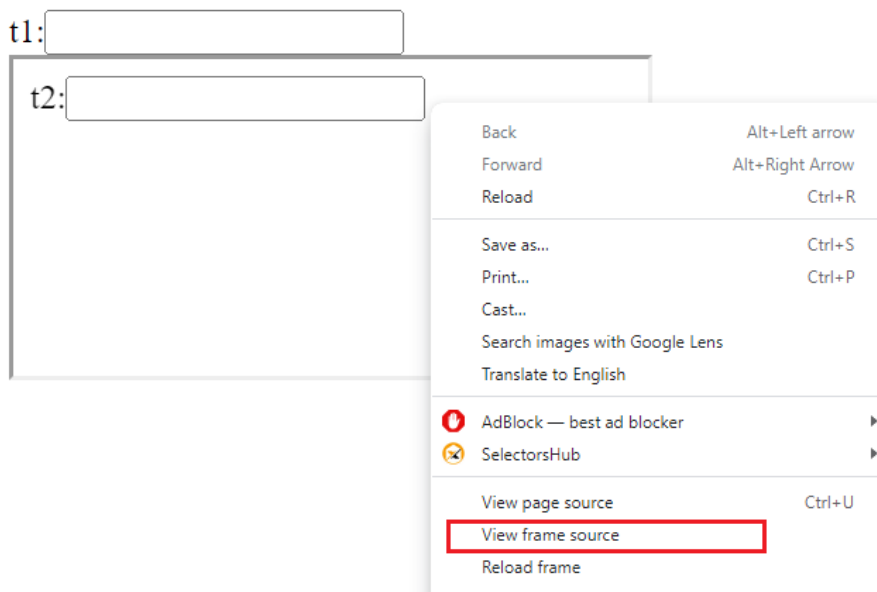 t1:
t2:
Back Alt+Left arrow
Forward Alt+Right Arrow
Reload Ctrl+R
Save as... Ctrl+S
Print... Ctrl+P
Cast...
Search images with Google Lens
Translate to English
AdBlock — best ad blocker
SelectorsHub
View page source Ctrl+U
View frame source
Reload frame